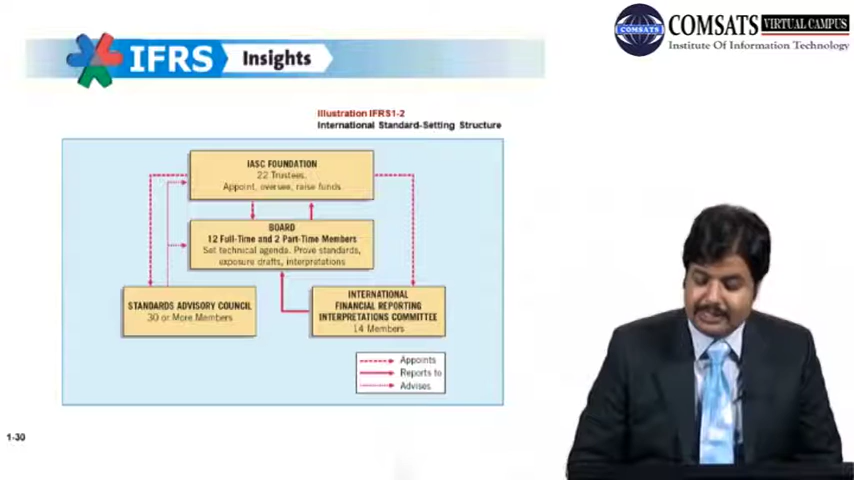 IFRS
Insights
COMSATS VIRTUAL CAMPUS
Institute Of Information Technology
COMSATS
Illustration IFRS1-2
International Standard-Setting Structure
IASC FOUNDATION
22 Trustees.
Appoint, oversee, raise funds
BOARD
12 Full-Time and 2 Part-Time Members
Set technical agenda. Prove standards,
exposure drafts, interpretations
STANDARDS ADVISORY COUNCIL
30 or More Members
INTERNATIONAL
FINANCIAL REPORTING
INTERPRETATIONS COMMITTEE
14 Members
Appoints
Reports to
Advises
1-30